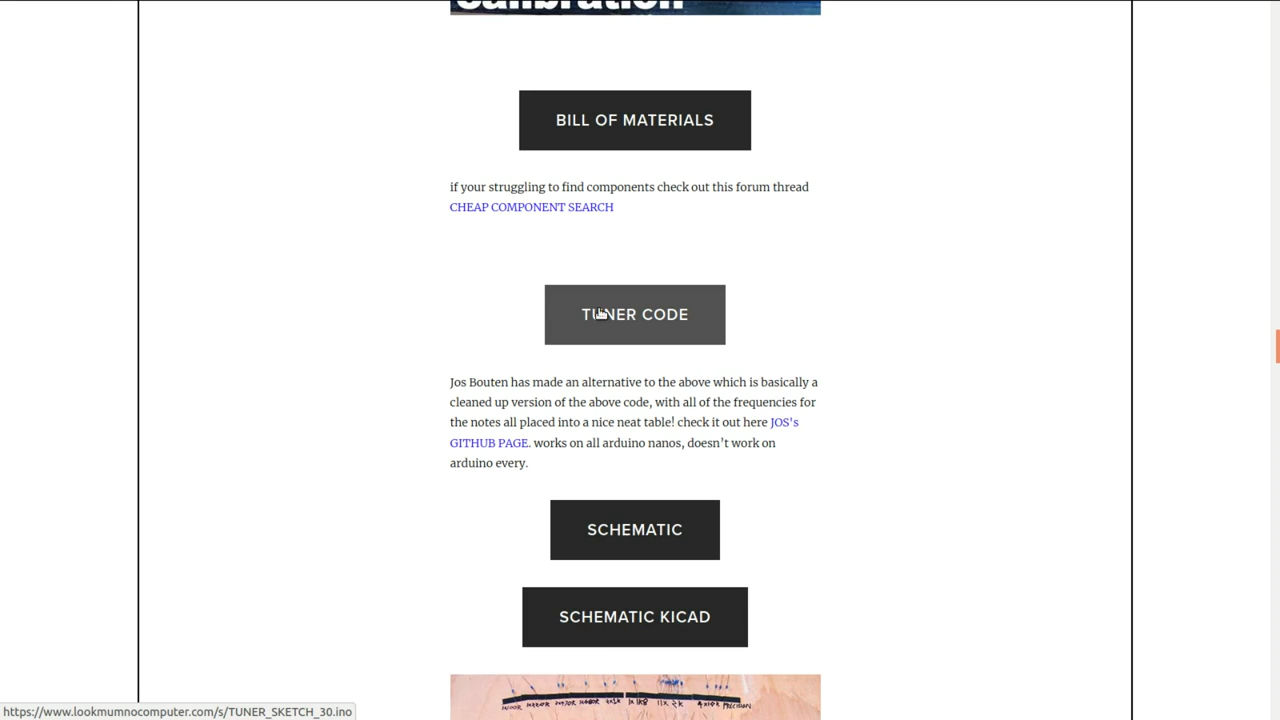 calibration
BILL OF MATERIALS
if your struggling to find components check out this forum thread
CHEAP COMPONENT SEARCH
TUNER CODE
Jos Bouten has made an alternative to the above which is basically a
cleaned up version of the above code, with all of the frequencies for
the notes all placed into a nice neat table! check it out here JOS's
GITHUB PAGE. works on all arduino nanos, doesn't work on
arduino every.
SCHEMATIC
SCHEMATIC KICAD
PRECISION
https://www.lookmumnocomputer.com/s/TUNER_SKETCH_30.ino